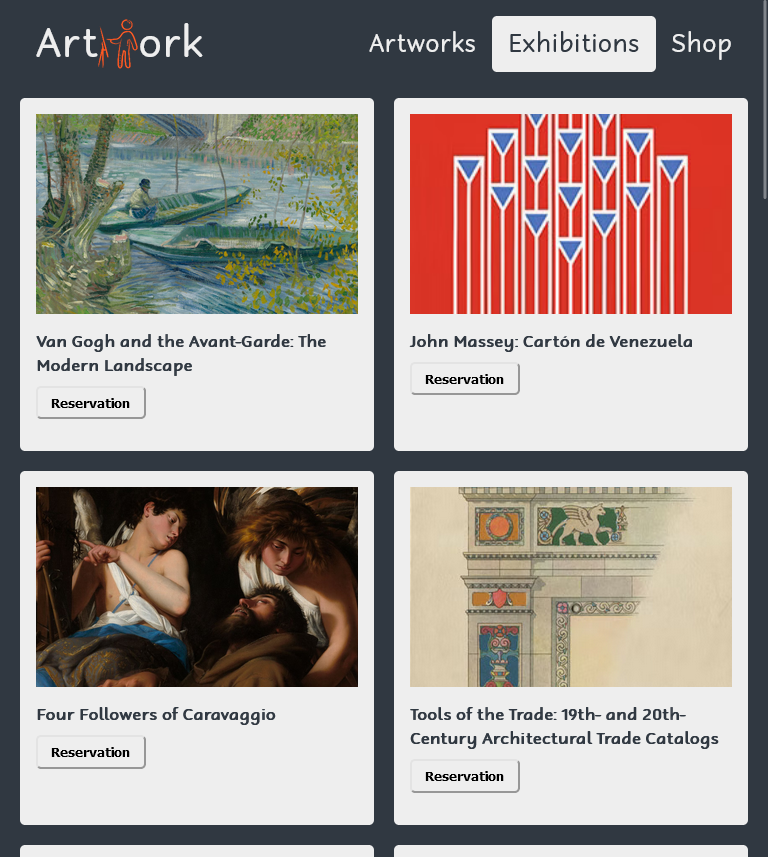 Artwork
Artworks
Exhibitions
Shop
Van Gogh and the Avant-Garde: The
Modern Landscape
Reservation
John Massey: Cartón de Venezuela
Reservation
Four Followers of Caravaggio
Reservation
Tools of the Trade: 19th- and 20th-
Century Architectural Trade Catalogs
Reservation